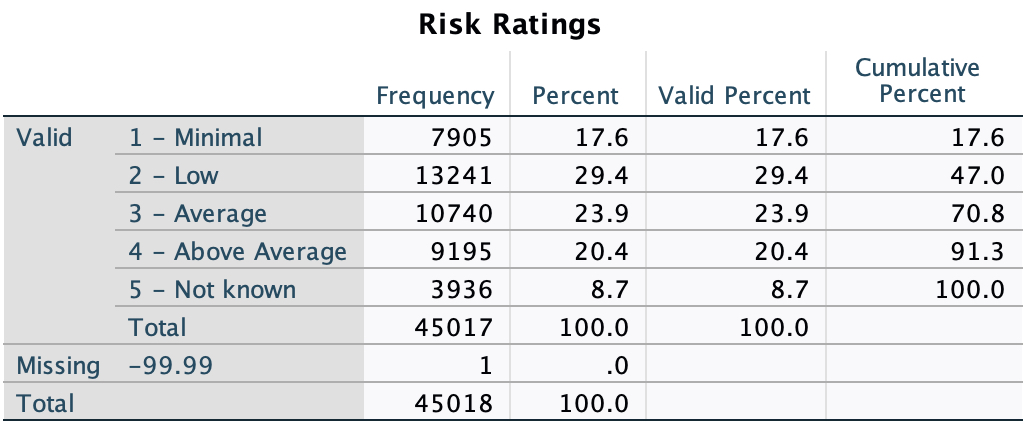 Risk Ratings
Frequency Percent Valid Percent Cumulative Percent
Valid 1 – Minimal 7905 17.6 17.6 17.6
2 – Low 13241 29.4 29.4 47.0
3 – Average 10740 23.9 23.9 70.8
4 – Above Average 9195 20.4 20.4 91.3
5 – Not known 3936 8.7 8.7 100.0
Total 45017 100.0 100.0
Missing -99.99 1 .0
Total 45018 100.0